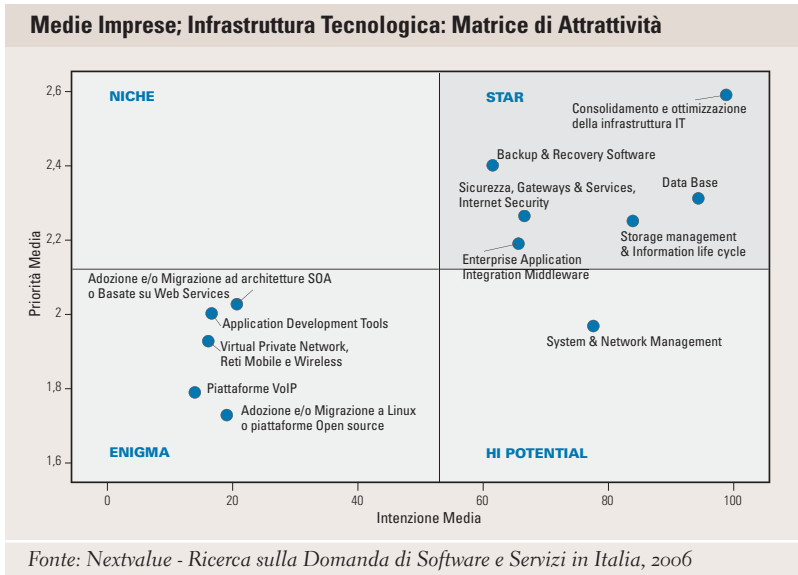 Medie Imprese; Infrastruttura Tecnologica: Matrice di Attrattività
2,6
2,4
2,2
2
1,8
1,6
Priorità Media
NICHE
STAR
Consolidamento e ottimizzazione
della infrastruttura IT
Backup & Recovery Software
Sicurezza, Gateways & Services,
Internet Security
Data Base
Enterprise Application
Integration Middleware
Storage management
& Information life cycle
Adozione e/o Migrazione ad architetture SOA
o Basate su Web Services
Application Development Tools
Virtual Private Network,
Reti Mobile e Wireless
System & Network Management
Piattaforme VoIP
Adozione e/o Migrazione a Linux
o piattaforme Open source
ENIGMA
HI POTENTIAL
0
20
40
60
80
100
Intenzione Media
Fonte: Nextvalue - Ricerca sulla Domanda di Software e Servizi in Italia, 2006